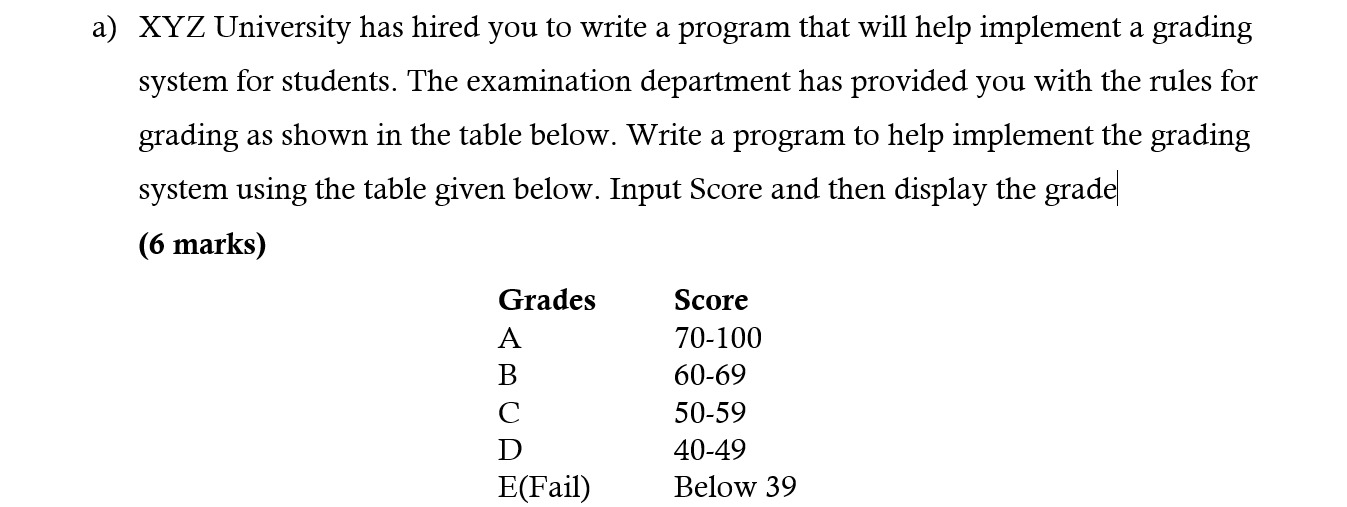 a) XYZ University has hired you to write a program that will help implement a grading
system for students. The examination department has provided you with the rules for
grading as shown in the table below. Write a program to help implement the grading
system using the table given below. Input Score and then display the grade
(6 marks)
Grades Score
A 70-100
B 60-69
C 50-59
D 40-49
E(Fail) Below 39